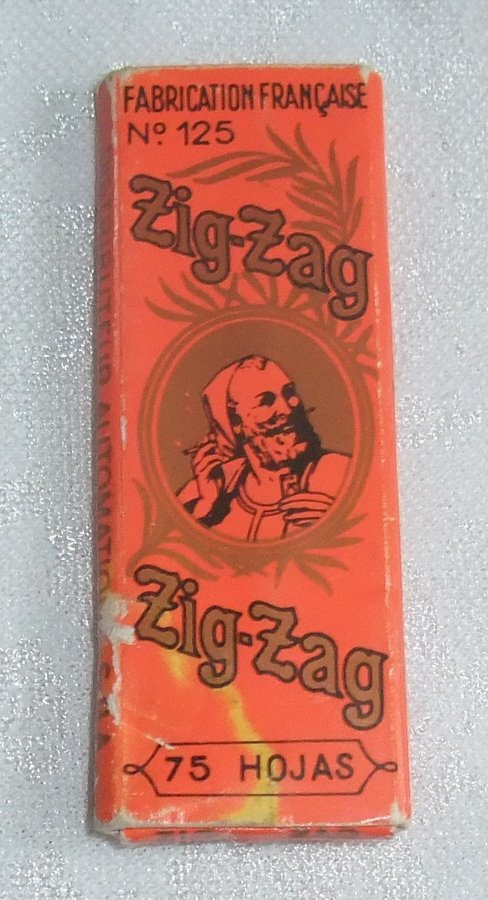 FABRICATION FRANÇAISE
Nº 125
Zig-Zag
Zig-Zag
75 HOJAS